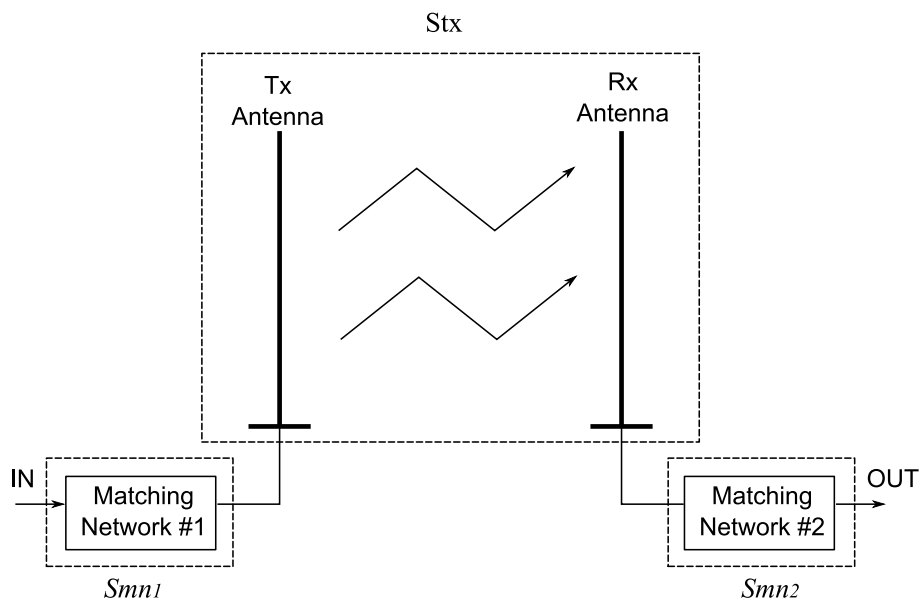 Stx
Tx
Antenna
Rx
Antenna
IN
Matching
Network #1
Smn1
Matching
Network #2
OUT
Smn2